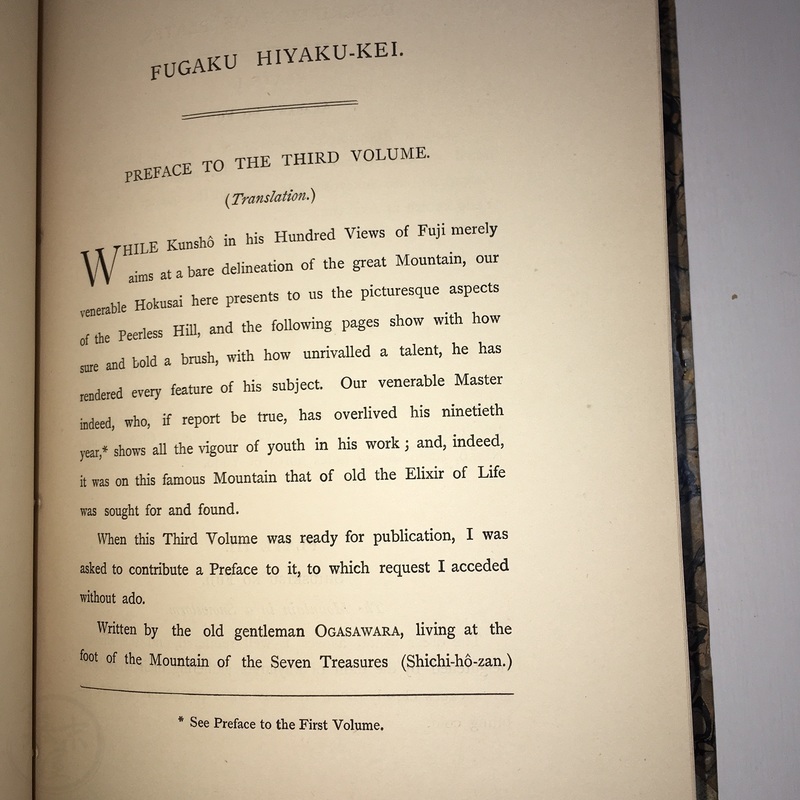 FUGAKU HIYAKU-KEI.
PREFACE TO THE THIRD VOLUME.
(Translation.)
WHILE Kunshô in his Hundred Views of Fuji merely
aims at a bare delineation of the great Mountain, our
venerable Hokusai here presents to us the picturesque aspects
of the Peerless Hill, and the following pages show with how
sure and bold a brush, with how unrivalled a talent, he has
rendered every feature of his subject. Our venerable Master
indeed, who, if report be true, has overlived his ninetieth
year,* shows all the vigour of youth in his work; and, indeed,
it was on this famous Mountain that of old the Elixir of Life
was sought for and found.
When this Third Volume was ready for publication, I was
asked to contribute a Preface to it, to which request I acceded
without ado.
Written by the old gentleman OGASAWARA, living at the
foot of the Mountain of the Seven Treasures (Shichi-hô-zan.)
* See Preface to the First Volume.